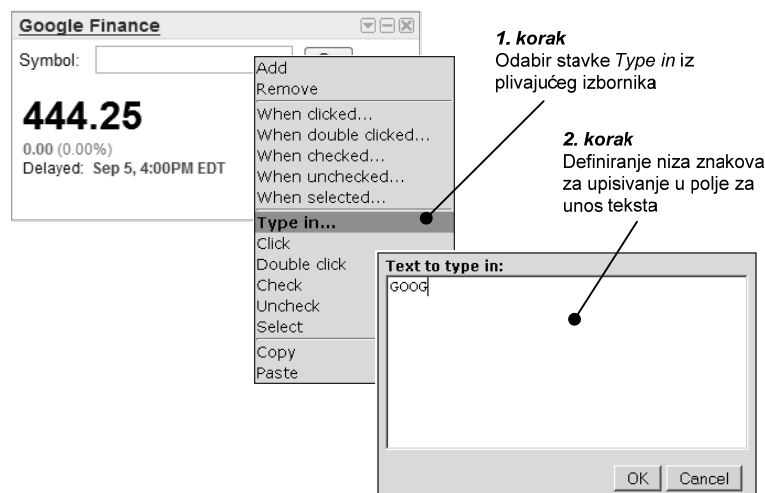 Google Finance
Symbol:
444.25
0.00 (0.00%)
Delayed: Sep 5, 4:00PM EDT
Add
Remove
When clicked...
When double clicked...
When checked...
When unchecked...
When selected...
Type in...
Click
Double click
Check
Uncheck
Select
Copy
Paste
1. korak
Odabir stavke Type in iz
plivajućeg izbornika
2. korak
Definiranje niza znakova
za upisivanje u polje za
unos teksta
Text to type in:
GOOG
OK
Cancel